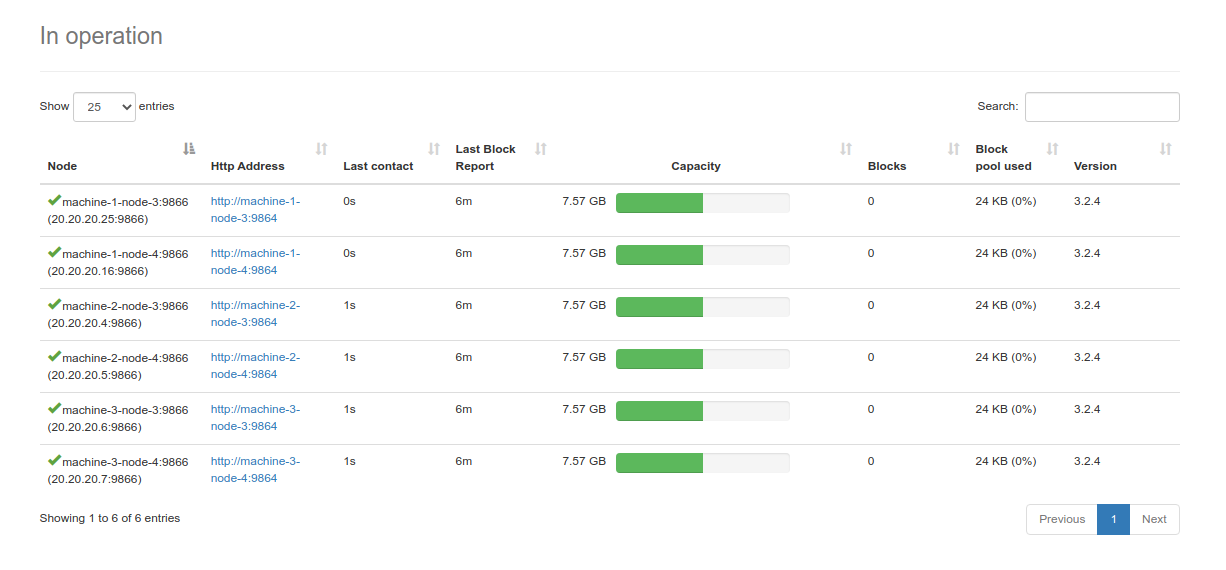 In operation
Show 25 entries Search:
Node Http Address Last contact Last Block Report Capacity Blocks Block pool used Version
machine-1-node-3:9866 http://machine-1- 0s 6m 7.57 GB 0 24 KB (0%) 3.2.4
(20.20.20.25:9866) node-3:9864
machine-1-node-4:9866 http://machine-1- 0s 6m 7.57 GB 0 24 KB (0%) 3.2.4
(20.20.20.16:9866) node-4:9864
machine-2-node-3:9866 http://machine-2- 1s 6m 7.57 GB 0 24 KB (0%) 3.2.4
(20.20.20.4:9866) node-3:9864
machine-2-node-4:9866 http://machine-2- 1s 6m 7.57 GB 0 24 KB (0%) 3.2.4
(20.20.20.5:9866) node-4:9864
machine-3-node-3:9866 http://machine-3- 1s 6m 7.57 GB 0 24 KB (0%) 3.2.4
(20.20.20.6:9866) node-3:9864
machine-3-node-4:9866 http://machine-3- 1s 6m 7.57 GB 0 24 KB (0%) 3.2.4
(20.20.20.7:9866) node-4:9864
Showing 1 to 6 of 6 entries Previous 1 Next